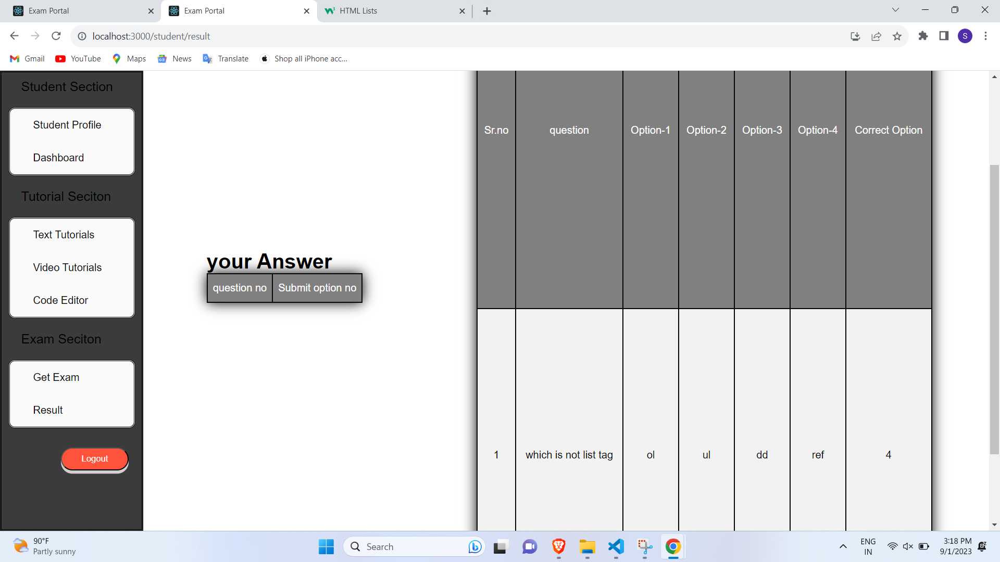 Exam Portal
Exam Portal
HTML Lists
localhost:3000/student/result
S
Gmail
YouTube
Maps
News
Translate
Shop all iPhone acc...
Student Section
Student Profile
Dashboard
Tutorial Seciton
Text Tutorials
Video Tutorials
Code Editor
Exam Seciton
Get Exam
Result
Logout
your Answer
question no Submit option no
Sr.no question Option-1 Option-2 Option-3 Option-4 Correct Option
1 which is not list tag ol ul dd ref 4
90°F
Partly sunny
Search
ENG
IN
3:18 PM
9/1/2023